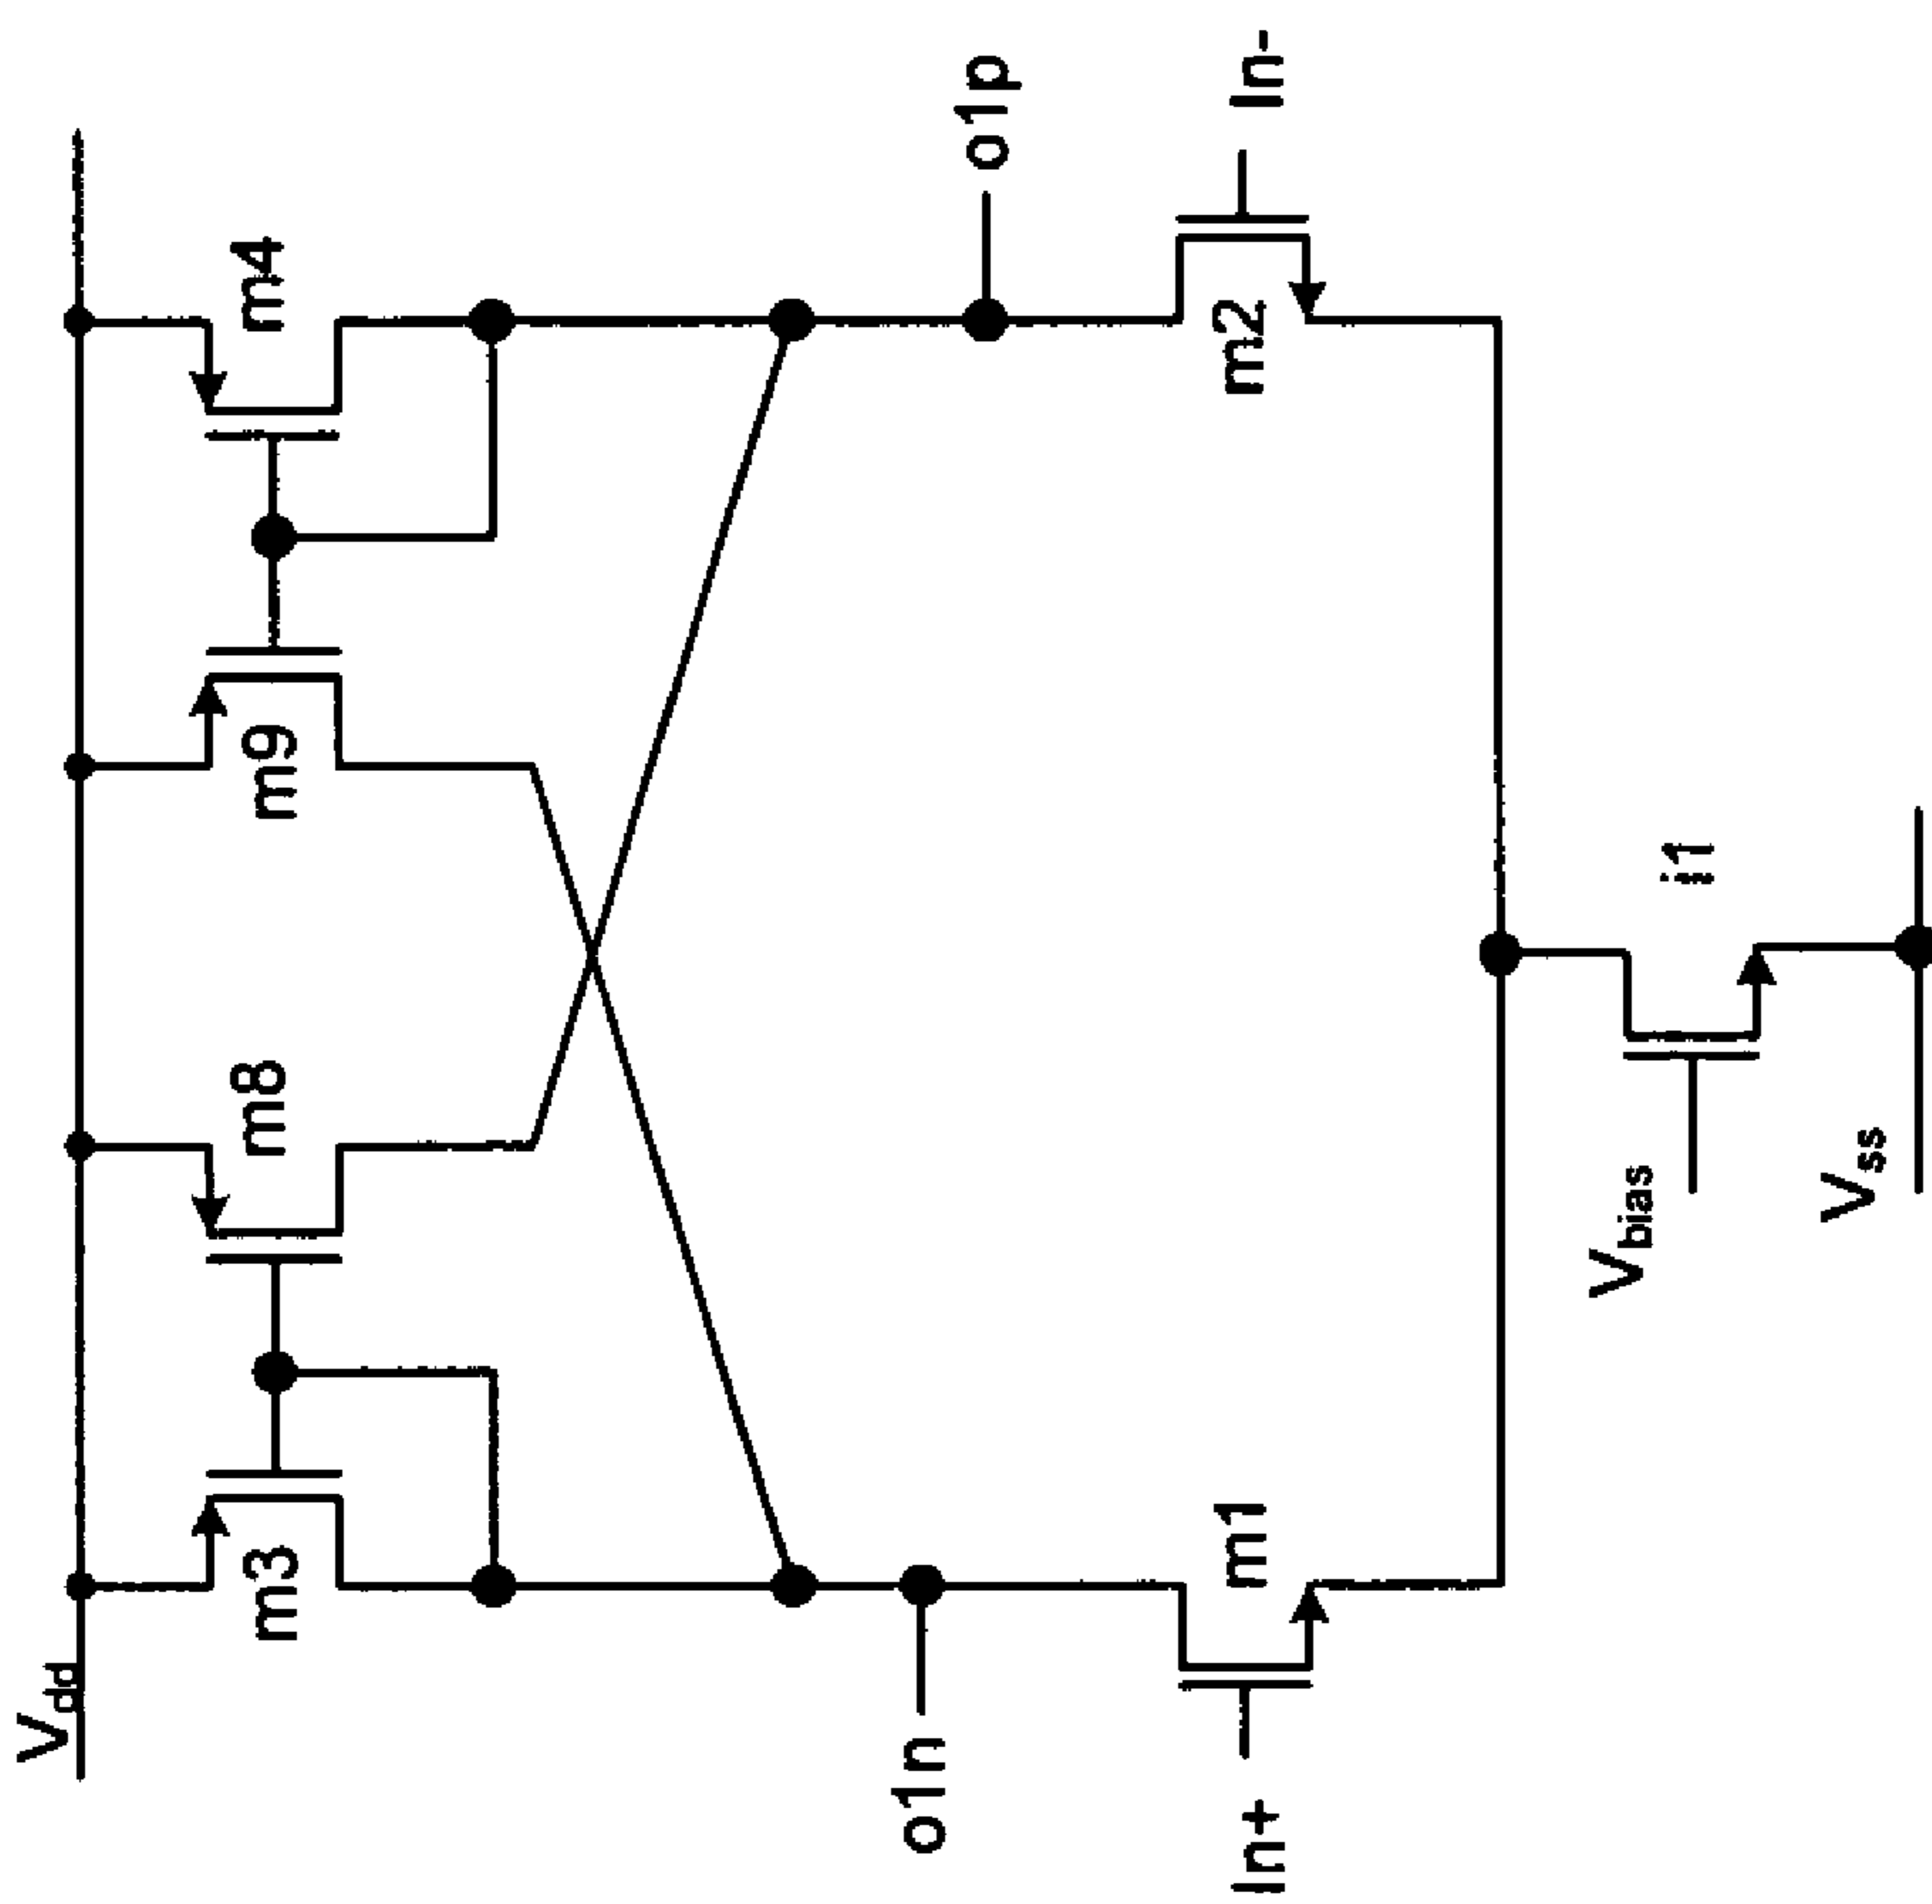 Vdd
m3
m8
m9
m4
o1n
o1p
In+
m1
m2
In-
Vbias
i1
Vss